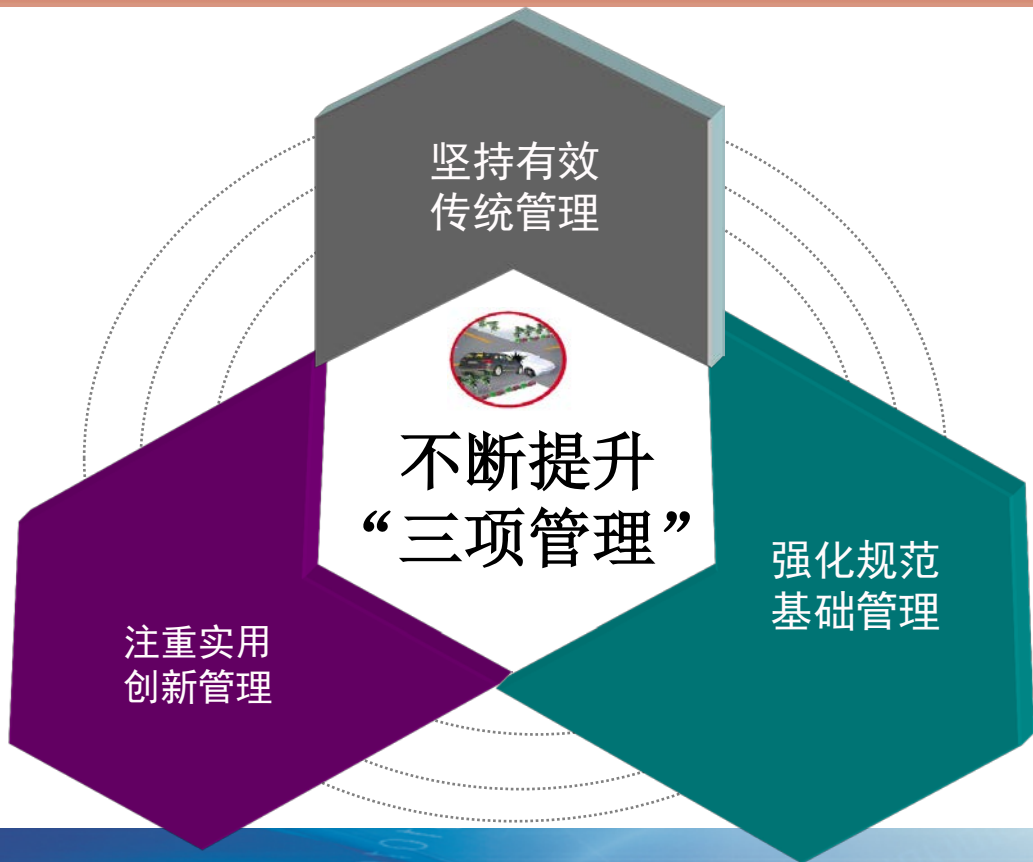 坚持有效
传统管理
不断提升
“三项管理”
强化规范
基础管理
注重实用
创新管理